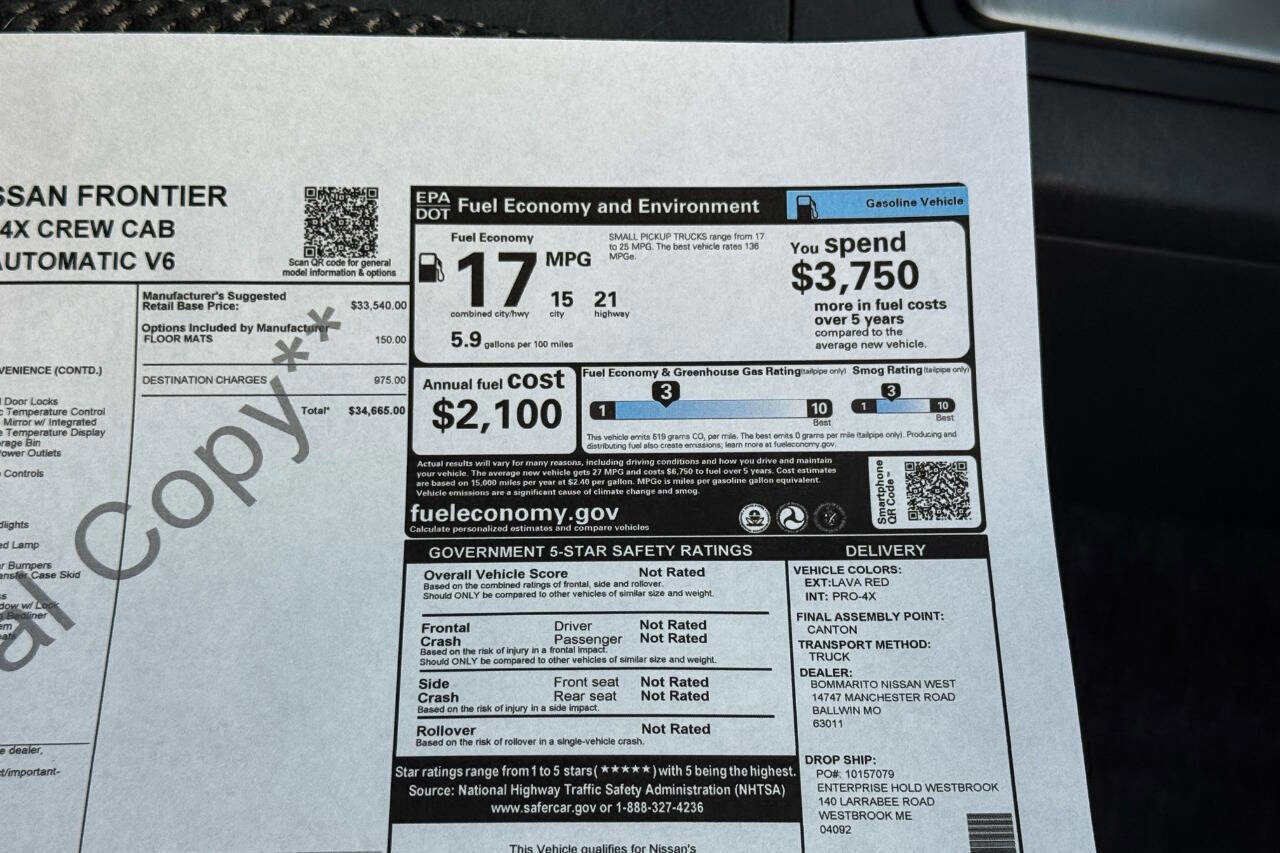 SSAN FRONTIER
4X CREW CAB
AUTOMATIC V6
Scan QR code for general
model information & options
Manufacturer's Suggested
Retail Base Price: $33,540.00
Options Included by Manufacturer
FLOOR MATS 150.00
DESTINATION CHARGES 975.00
Total* $34,665.00
VENIENCE (CONTD.)
Door Locks
c Temperature Control
Mirror w/ Integrated
e Temperature Display
rage Bin
Power Outlets
Controls
dlights
ed Lamp
r Bumpers
ansfer Case Skid
dow w/ Lock
Bedliner
em
eats
e dealer,
ct/important-
al Copy***
EPA
DOT
Fuel Economy and Environment
Gasoline Vehicle
Fuel Economy
17 MPG
combined city/hwy
15
city
21
highway
5.9 gallons per 100 miles
SMALL PICKUP TRUCKS range from 17
to 25 MPG. The best vehicle rates 136
MPGe.
You spend
$3,750
more in fuel costs
over 5 years
compared to the
average new vehicle.
Annual fuel cost
$2,100
Fuel Economy & Greenhouse Gas Rating (tailpipe only)
3
1 10
Best
Smog Rating (tailpipe only)
3
1 10
Best
This vehicle emits 519 grams CO2 per mile. The best emits 0 grams per mile (tailpipe only). Producing and
distributing fuel also create emissions; learn more at fueleconomy.gov.
Actual results will vary for many reasons, including driving conditions and how you drive and maintain
your vehicle. The average new vehicle gets 27 MPG and costs $6,750 to fuel over 5 years. Cost estimates
are based on 15,000 miles per year at $2.40 per gallon. MPGe is miles per gasoline gallon equivalent.
Vehicle emissions are a significant cause of climate change and smog.
fueleconomy.gov
Calculate personalized estimates and compare vehicles
Smartphone
QR Code™
GOVERNMENT 5-STAR SAFETY RATINGS
Overall Vehicle Score Not Rated
Based on the combined ratings of frontal, side and rollover.
Should ONLY be compared to other vehicles of similar size and weight.
Frontal Driver Not Rated
Crash Passenger Not Rated
Based on the risk of injury in a frontal impact.
Should ONLY be compared to other vehicles of similar size and weight.
Side Front seat Not Rated
Crash Rear seat Not Rated
Based on the risk of injury in a side impact.
Rollover Not Rated
Based on the risk of rollover in a single-vehicle crash.
Star ratings range from 1 to 5 stars (★★★★★) with 5 being the highest.
Source: National Highway Traffic Safety Administration (NHTSA)
www.safercar.gov or 1-888-327-4236
This Vehicle qualifies for Nissan's
DELIVERY
VEHICLE COLORS:
EXT:LAVA RED
INT: PRO-4X
FINAL ASSEMBLY POINT:
CANTON
TRANSPORT METHOD:
TRUCK
DEALER:
BOMMARITO NISSAN WEST
14747 MANCHESTER ROAD
BALLWIN MO
63011
DROP SHIP:
PO#: 10157079
ENTERPRISE HOLD WESTBROOK
140 LARRABEE ROAD
WESTBROOK ME
04092